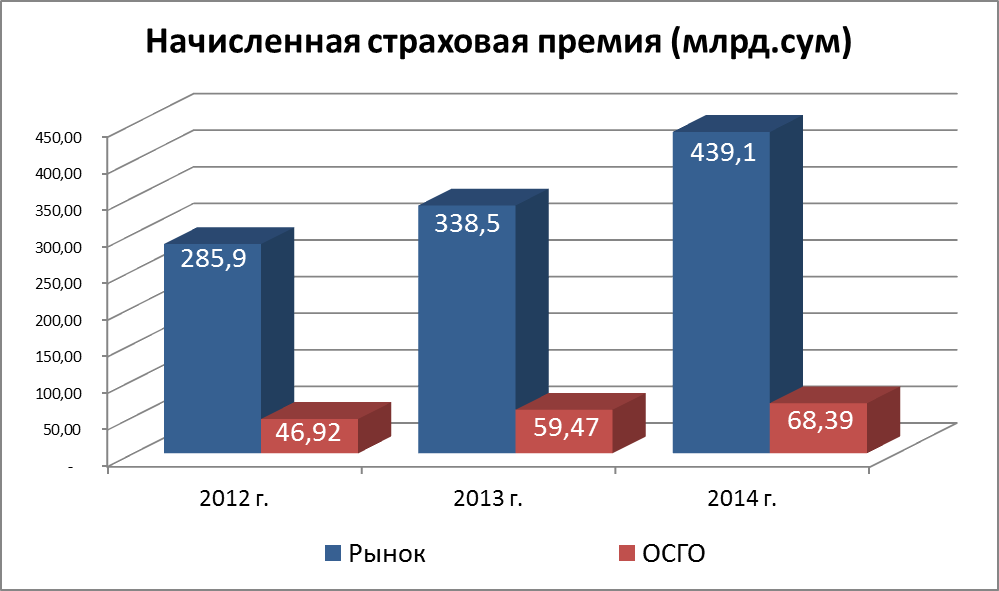 Начисленная страховая премия (млрд.сум)
450,00
400,00
350,00
300,00
250,00
200,00
150,00
100,00
50,00
-
285,9
46,92
338,5
59,47
439,1
68,39
2012 г.
2013 г.
2014 г.
Рынок
ОСГО